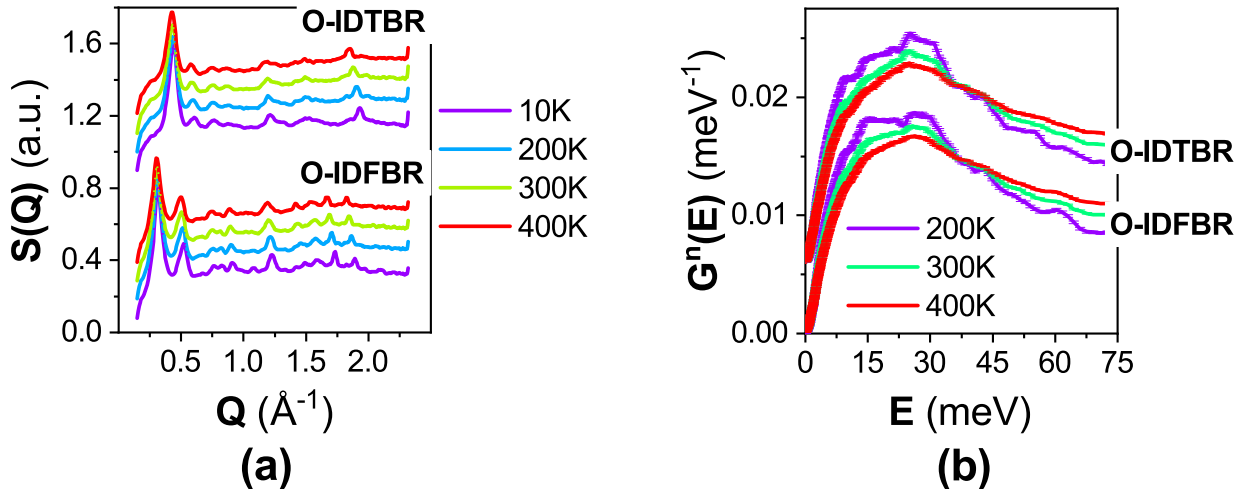 S(Q) (a.u.)
1.6
1.2
0.8
0.4
0.0
O-IDTBR
O-IDFBR
0.5 1.0 1.5 2.0
Q (Å⁻¹)
10K
200K
300K
400K
(a)
Gⁿ(E) (meV⁻¹)
0.02
0.01
0.00
O-IDTBR
O-IDFBR
200K
300K
400K
0 15 30 45 60 75
E (meV)
(b)